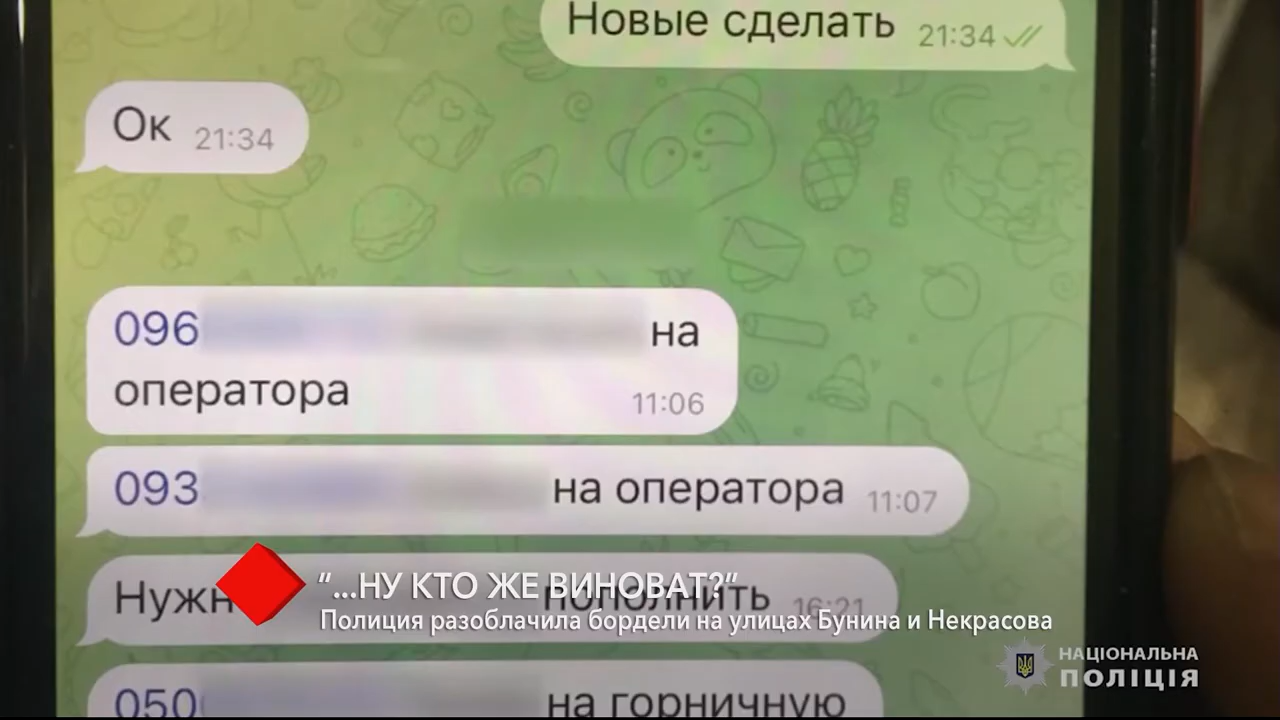 Новые сделать 21:34
Ок 21:34
096 на
оператора 11:06
093 на оператора 11:07
Нужн пополнить 16:21
"...НУ КТО ЖЕ ВИНОВАТ?"
Полиция разоблачила бордели на улицах Бунина и Некрасова
НАЦІОНАЛЬНА
ПОЛІЦІЯ
050 на горничную